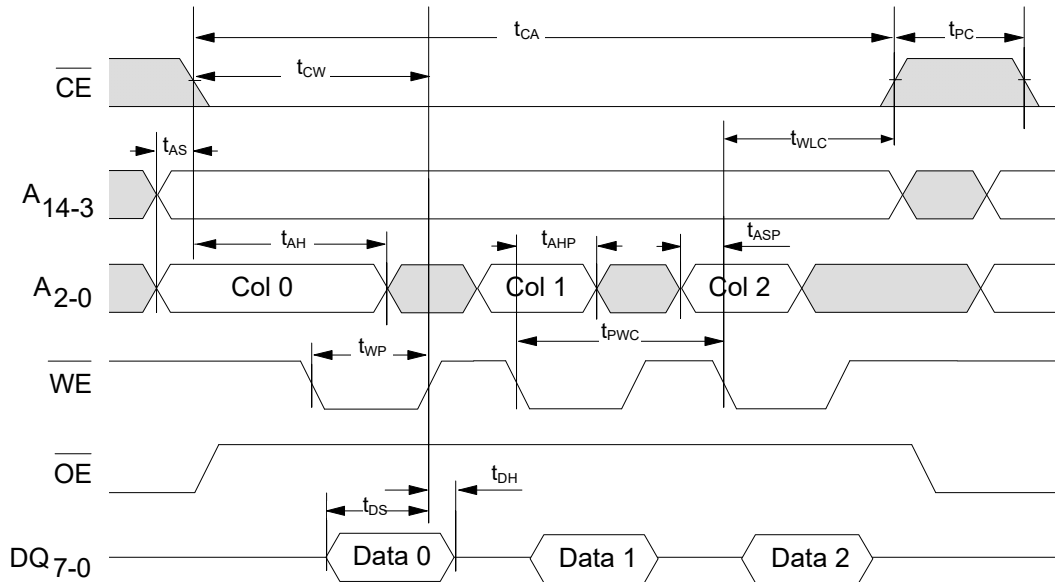 tCA
tPC
tCW
CE
tAS
tWLC
A14-3
tAH
tAHP
tASP
A2-0
Col 0
Col 1
Col 2
tWP
tPWC
WE
OE
tDH
tDS
DQ7-0
Data 0
Data 1
Data 2